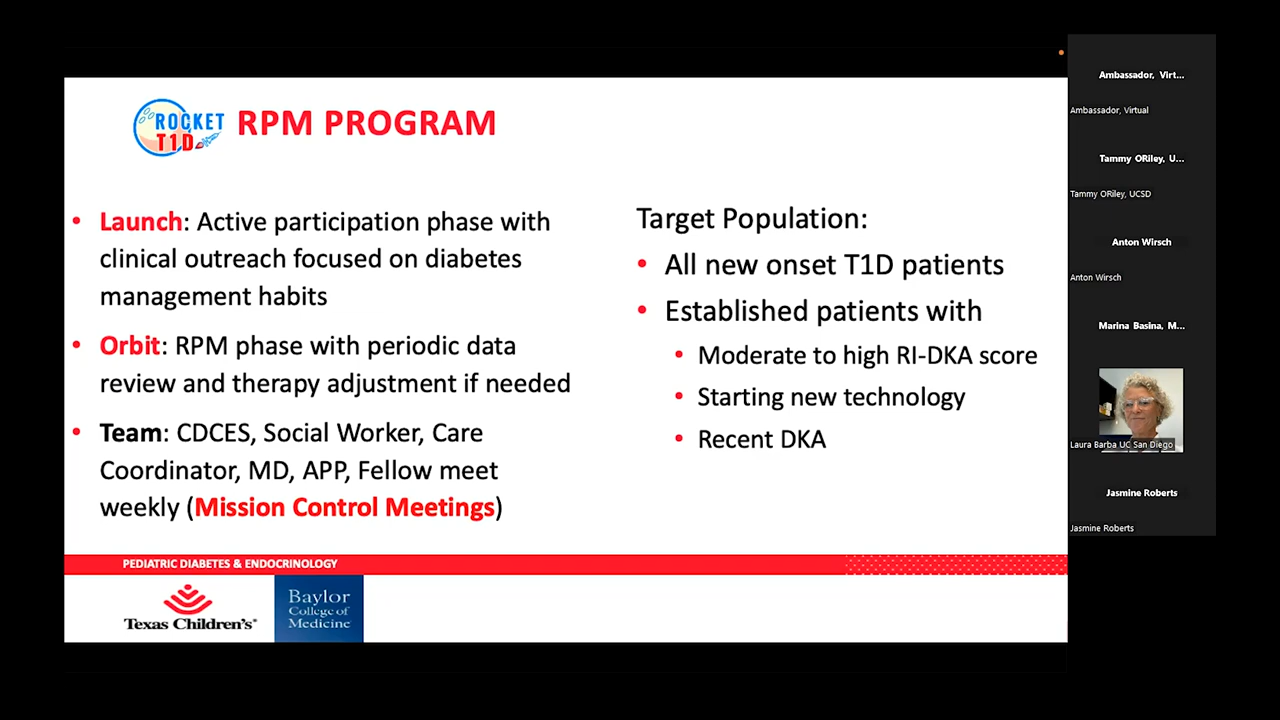 ROCKET
T1D
RPM PROGRAM
• Launch: Active participation phase with
clinical outreach focused on diabetes
management habits
• Orbit: RPM phase with periodic data
review and therapy adjustment if needed
• Team: CDCES, Social Worker, Care
Coordinator, MD, APP, Fellow meet
weekly (Mission Control Meetings)
Target Population:
• All new onset T1D patients
• Established patients with
• Moderate to high RI-DKA score
• Starting new technology
• Recent DKA
PEDIATRIC DIABETES & ENDOCRINOLOGY
Texas Children's®
Baylor
College of
Medicine
Ambassador, Virt...
Ambassador, Virtual
Tammy ORiley, U...
Tammy ORiley, UCSD
Anton Wirsch
Anton Wirsch
Marina Basina, M...
Laura Barba UC San Diego
Jasmine Roberts
Jasmine Roberts